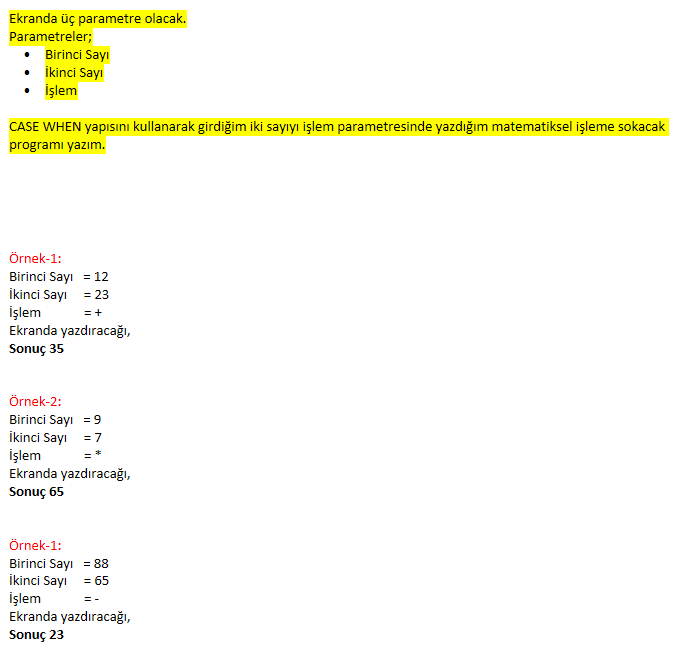 Ekranda üç parametre olacak.
Parametreler;
• Birinci Sayı
• İkinci Sayı
• İşlem
CASE WHEN yapısını kullanarak girdiğim iki sayıyı işlem parametresinde yazdığım matematiksel işleme sokacak
programı yazım.
Örnek-1:
Birinci Sayı = 12
İkinci Sayı = 23
İşlem = +
Ekranda yazdıracağı,
Sonuç 35
Örnek-2:
Birinci Sayı = 9
İkinci Sayı = 7
İşlem = *
Ekranda yazdıracağı,
Sonuç 65
Örnek-1:
Birinci Sayı = 88
İkinci Sayı = 65
İşlem = -
Ekranda yazdıracağı,
Sonuç 23